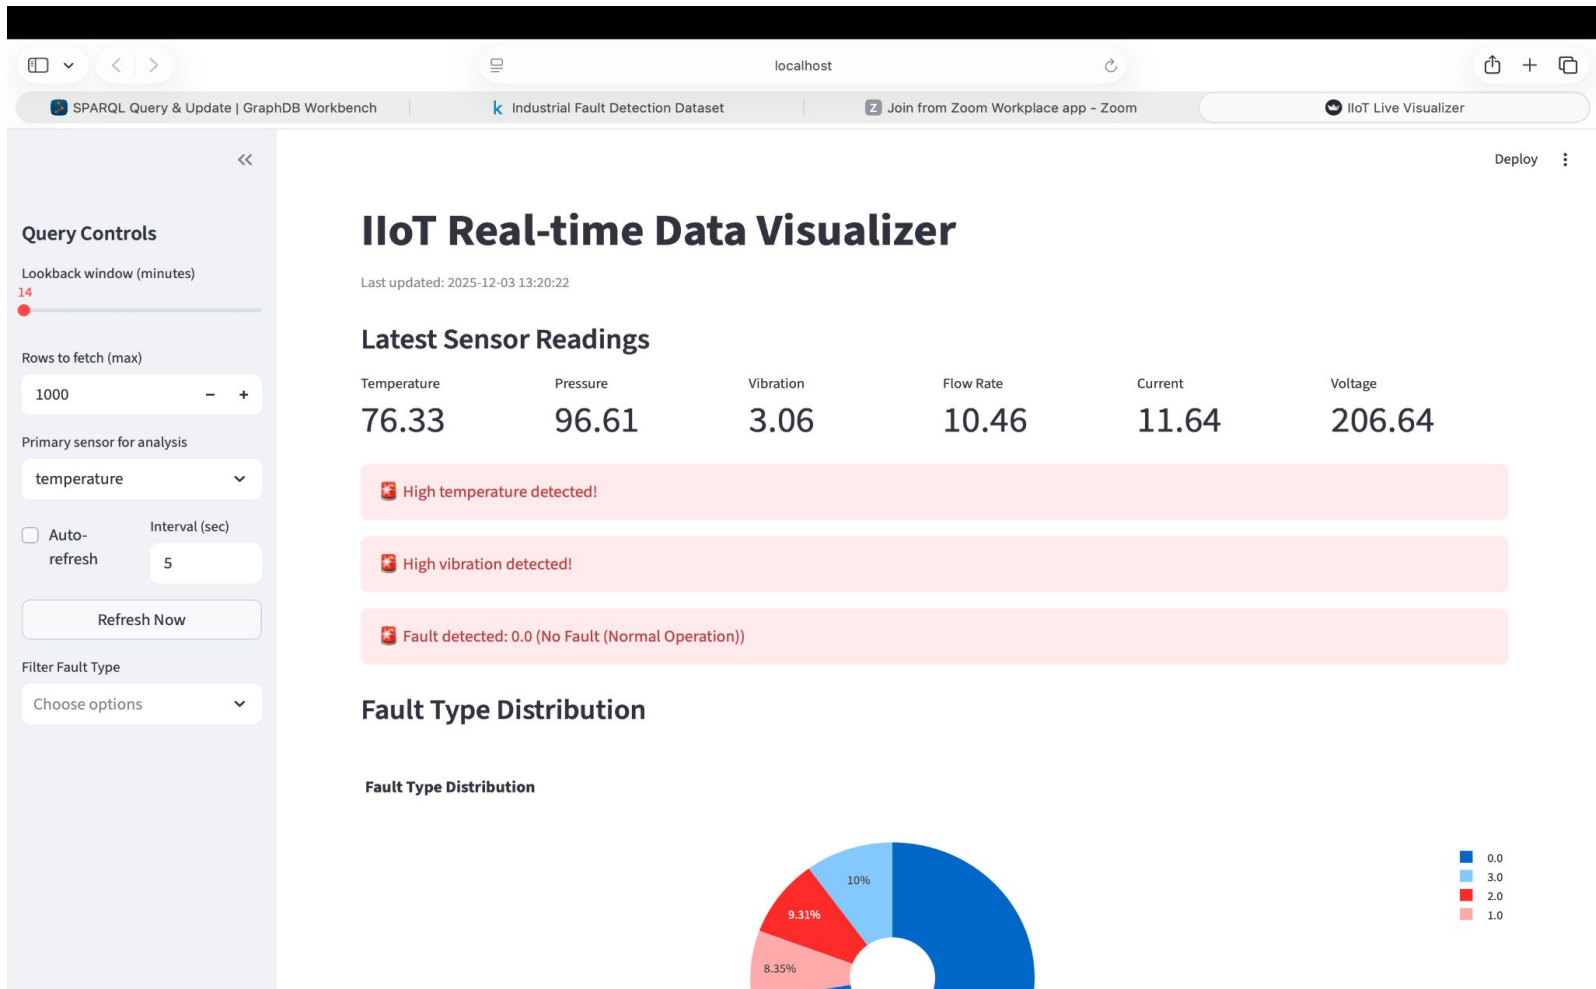 localhost
SPARQL Query & Update | GraphDB Workbench
k Industrial Fault Detection Dataset
Z Join from Zoom Workplace app - Zoom
IIoT Live Visualizer
Deploy
Query Controls
Lookback window (minutes)
14
Rows to fetch (max)
1000 - +
Primary sensor for analysis
temperature
Auto-refresh
Interval (sec)
5
Refresh Now
Filter Fault Type
Choose options
IIoT Real-time Data Visualizer
Last updated: 2025-12-03 13:20:22
Latest Sensor Readings
Temperature Pressure Vibration Flow Rate Current Voltage
76.33 96.61 3.06 10.46 11.64 206.64
🚨 High temperature detected!
🚨 High vibration detected!
🚨 Fault detected: 0.0 (No Fault (Normal Operation))
Fault Type Distribution
Fault Type Distribution
10%
9.31%
8.35%
0.0
3.0
2.0
1.0